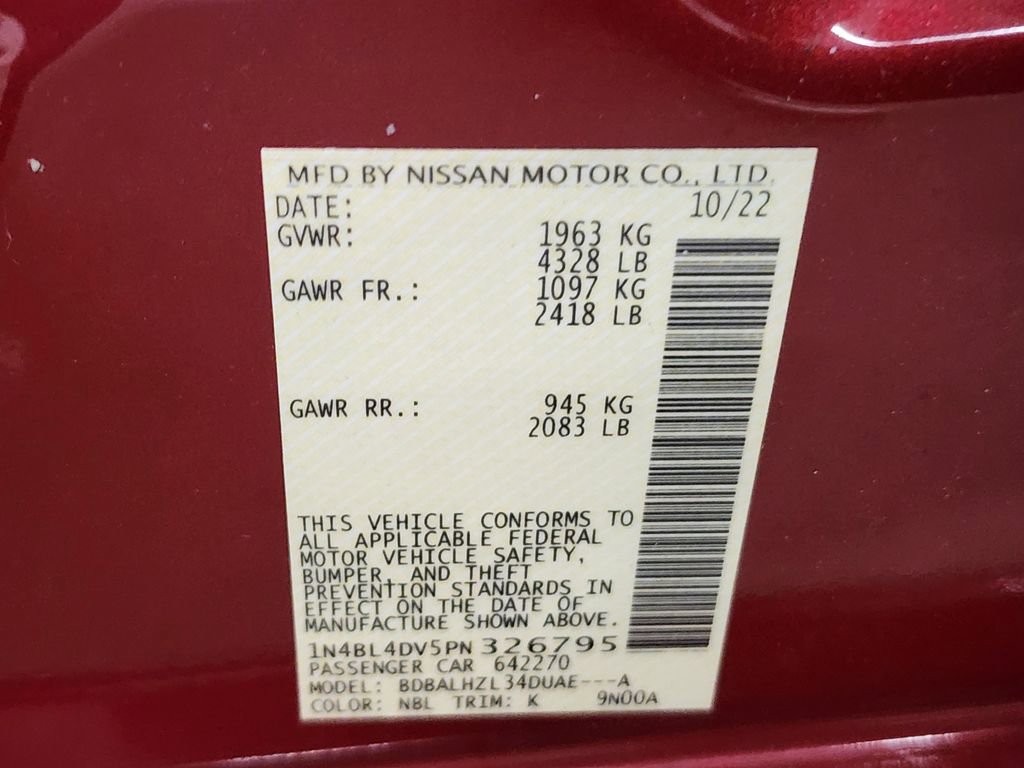 MFD BY NISSAN MOTOR CO., LTD.
DATE: 10/22
GVWR: 1963 KG
4328 LB
GAWR FR.: 1097 KG
2418 LB
GAWR RR.: 945 KG
2083 LB
THIS VEHICLE CONFORMS TO
ALL APPLICABLE FEDERAL
MOTOR VEHICLE SAFETY,
BUMPER, AND THEFT
PREVENTION STANDARDS IN
EFFECT ON THE DATE OF
MANUFACTURE SHOWN ABOVE.
1N4BL4DV5PN 326795
PASSENGER CAR 642270
MODEL: BDBALHZL34DUAE---A
COLOR: NBL TRIM: K 9N00A